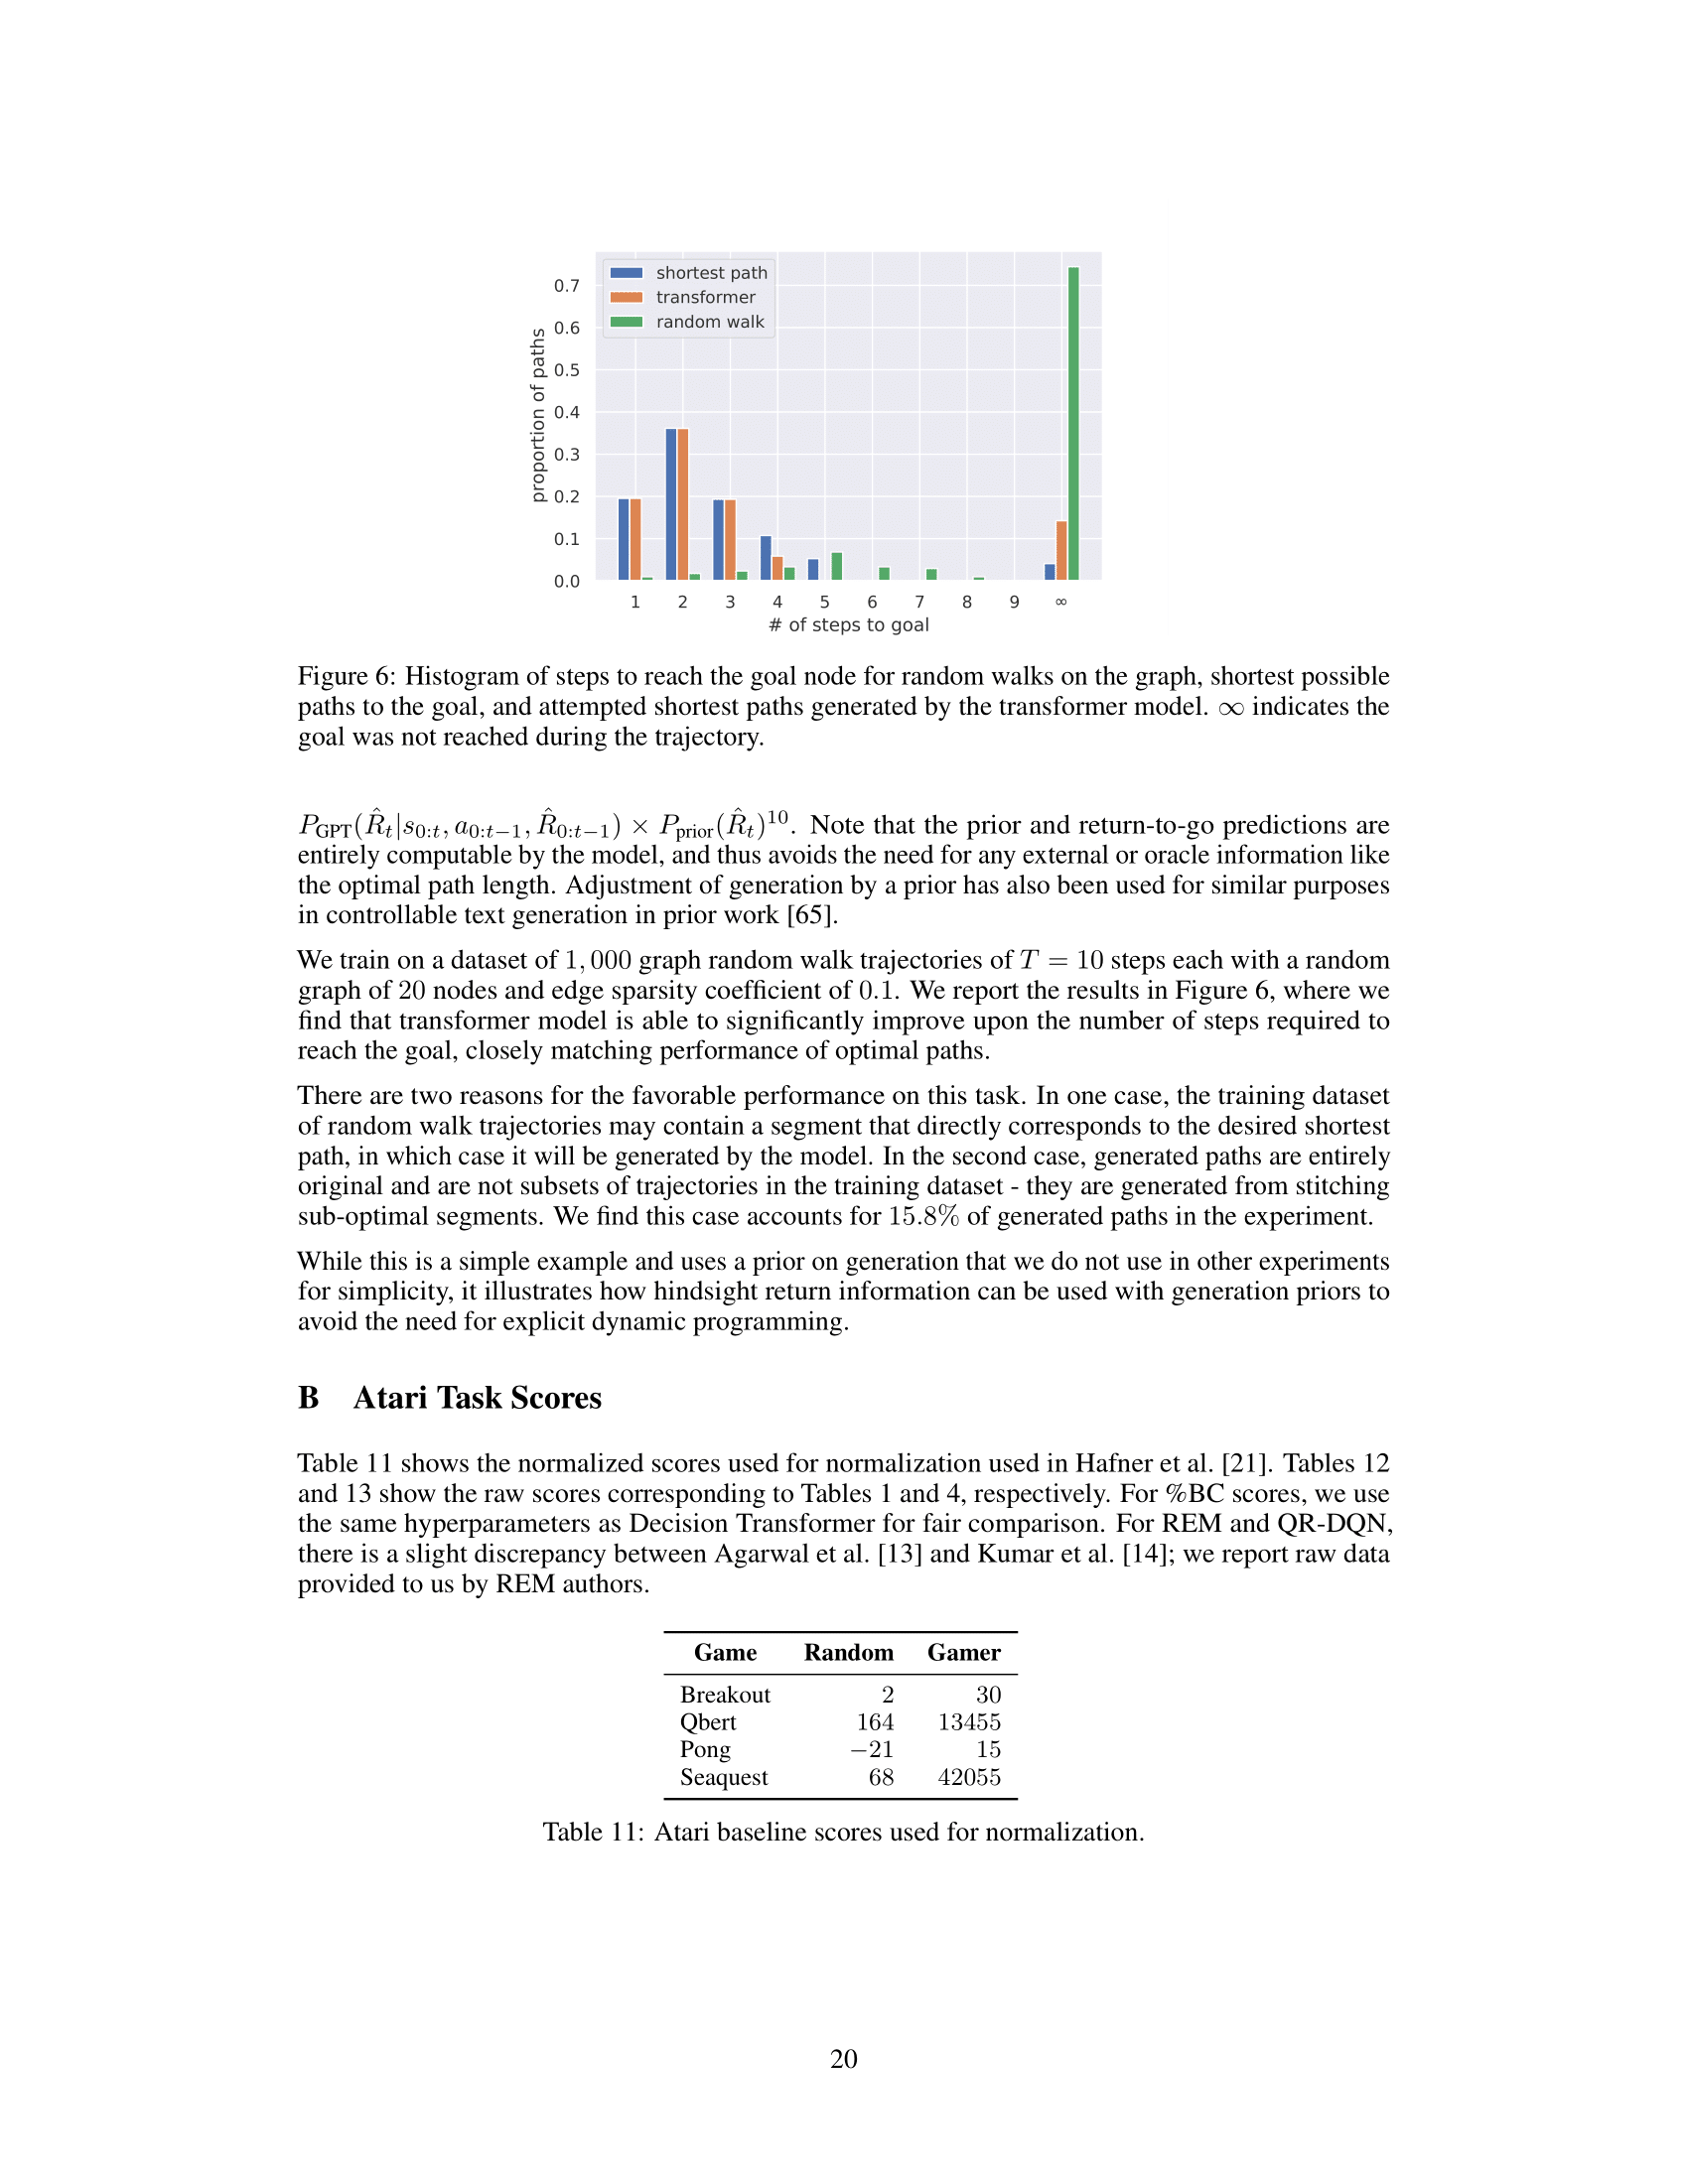 shortest path
transformer
random walk
0.7
0.6
0.5
0.4
0.3
0.2
0.1
0.0
proportion of paths
1 2 3 4 5 6 7 8 9 ∞
# of steps to goal
Figure 6: Histogram of steps to reach the goal node for random walks on the graph, shortest possible
paths to the goal, and attempted shortest paths generated by the transformer model. ∞ indicates the
goal was not reached during the trajectory.
P_GPT(R̂_t|s_{0:t}, a_{0:t−1}, R̂_{0:t−1}) × P_prior(R̂_t)^{10}. Note that the prior and return-to-go predictions are
entirely computable by the model, and thus avoids the need for any external or oracle information like
the optimal path length. Adjustment of generation by a prior has also been used for similar purposes
in controllable text generation in prior work [65].
We train on a dataset of 1, 000 graph random walk trajectories of T = 10 steps each with a random
graph of 20 nodes and edge sparsity coefficient of 0.1. We report the results in Figure 6, where we
find that transformer model is able to significantly improve upon the number of steps required to
reach the goal, closely matching performance of optimal paths.
There are two reasons for the favorable performance on this task. In one case, the training dataset
of random walk trajectories may contain a segment that directly corresponds to the desired shortest
path, in which case it will be generated by the model. In the second case, generated paths are entirely
original and are not subsets of trajectories in the training dataset - they are generated from stitching
sub-optimal segments. We find this case accounts for 15.8% of generated paths in the experiment.
While this is a simple example and uses a prior on generation that we do not use in other experiments
for simplicity, it illustrates how hindsight return information can be used with generation priors to
avoid the need for explicit dynamic programming.
B Atari Task Scores
Table 11 shows the normalized scores used for normalization used in Hafner et al. [21]. Tables 12
and 13 show the raw scores corresponding to Tables 1 and 4, respectively. For %BC scores, we use
the same hyperparameters as Decision Transformer for fair comparison. For REM and QR-DQN,
there is a slight discrepancy between Agarwal et al. [13] and Kumar et al. [14]; we report raw data
provided to us by REM authors.
Game Random Gamer
Breakout 2 30
Qbert 164 13455
Pong −21 15
Seaquest 68 42055
Table 11: Atari baseline scores used for normalization.
20